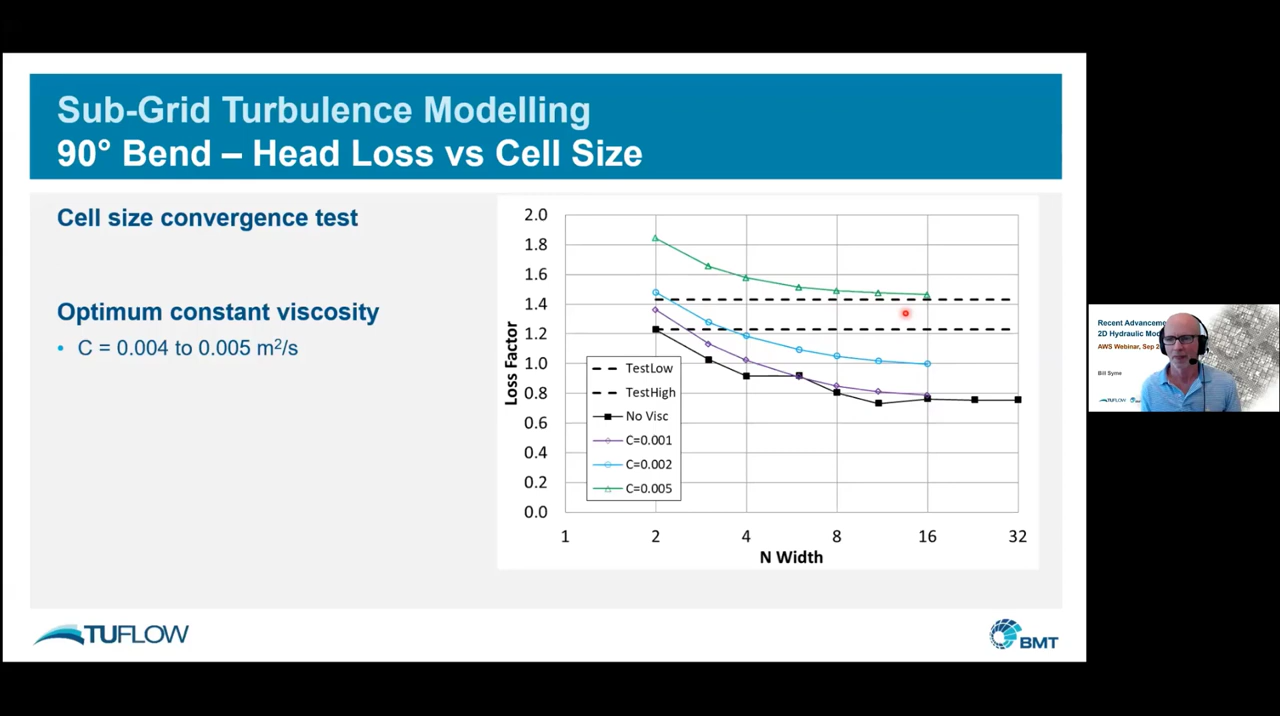 Sub-Grid Turbulence Modelling
90° Bend – Head Loss vs Cell Size
Cell size convergence test
Optimum constant viscosity
• C = 0.004 to 0.005 m²/s
Loss Factor
2.0
1.8
1.6
1.4
1.2
1.0
0.8
0.6
0.4
0.2
0.0
TestLow
TestHigh
No Visc
C=0.001
C=0.002
C=0.005
1 2 4 8 16 32
N Width
TUFLOW
BMT
Recent
2D Hydraulic
AWS Webinar, Sep
Bill Syme
TUFLOW